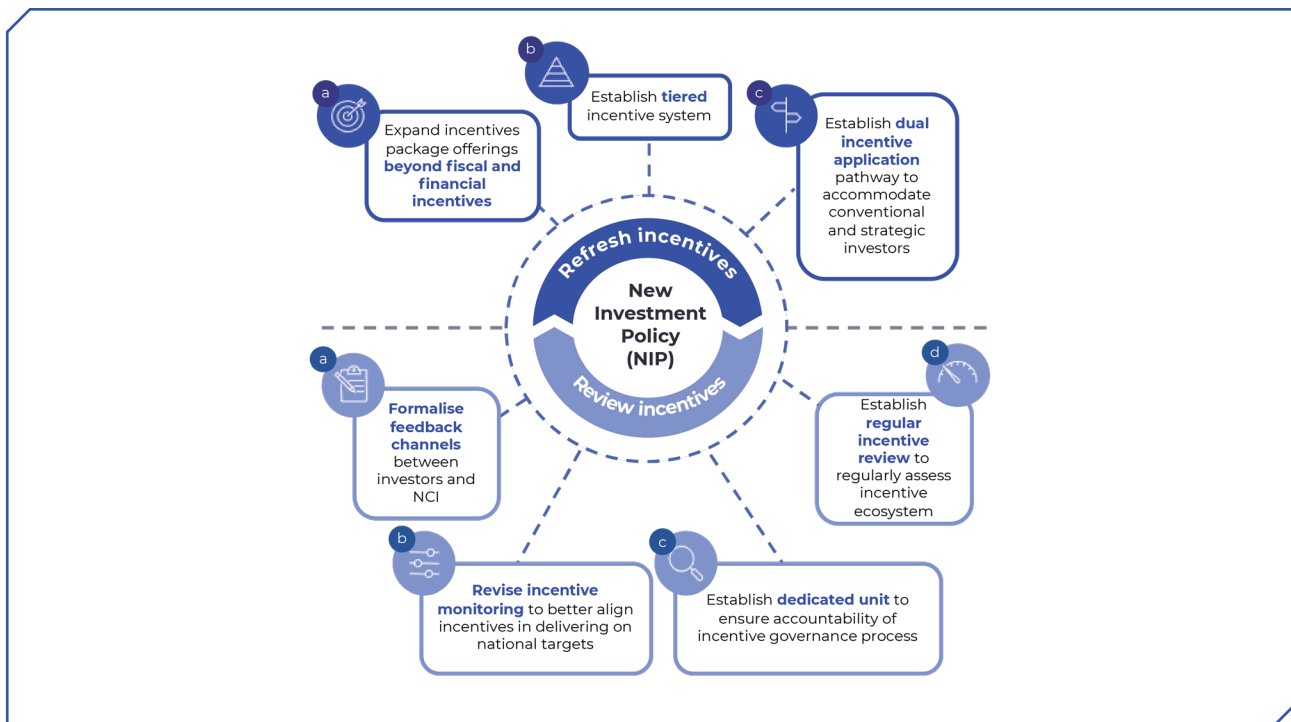 a
Expand incentives
package offerings
beyond fiscal and
financial
incentives
b
Establish tiered
incentive system
c
Establish dual
incentive
application
pathway to
accommodate
conventional
and strategic
investors
Refresh incentives
New
Investment
Policy
(NIP)
Review incentives
a
Formalise
feedback
channels
between
investors and
NCI
b
Revise incentive
monitoring to better align
incentives in delivering on
national targets
c
Establish dedicated unit to
ensure accountability of
incentive governance process
d
Establish
regular
incentive
review to
regularly assess
incentive
ecosystem